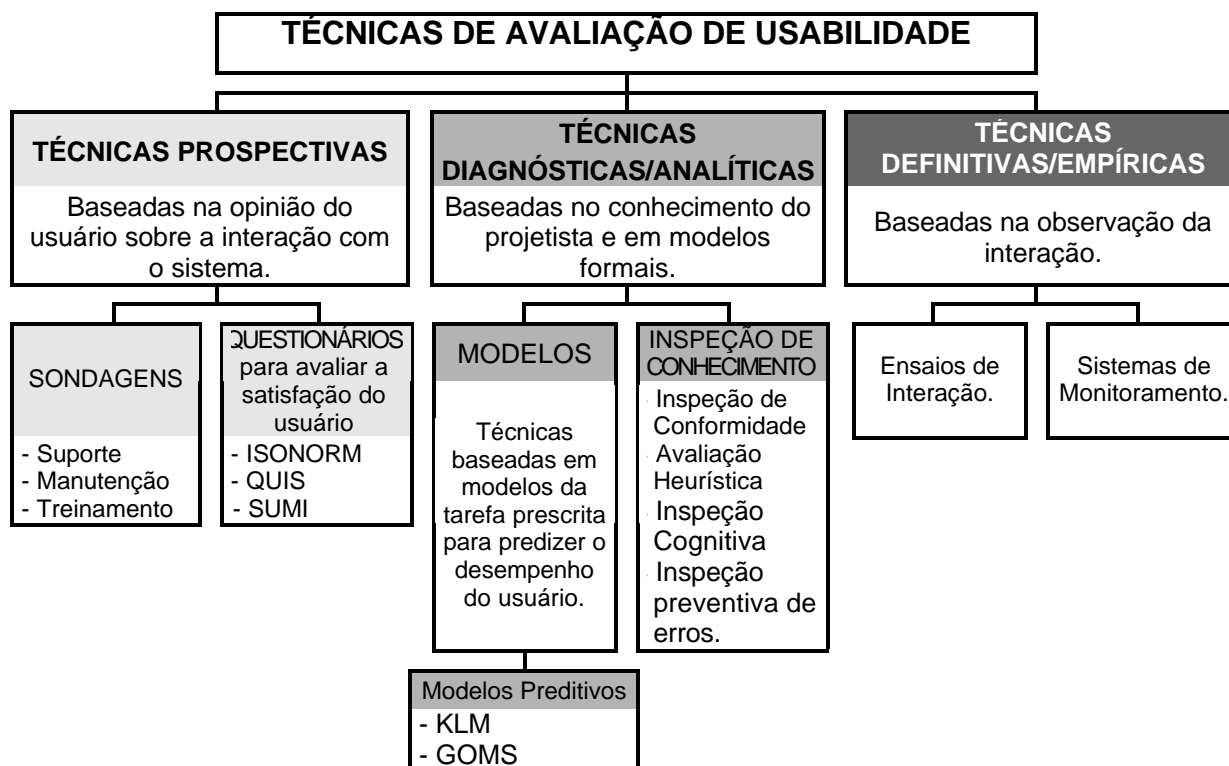 TÉCNICAS DE AVALIAÇÃO DE USABILIDADE
TÉCNICAS PROSPECTIVAS
Baseadas na opinião do
usuário sobre a interação com
o sistema.
TÉCNICAS
DIAGNÓSTICAS/ANALÍTICAS
Baseadas no conhecimento do
projetista e em modelos
formais.
TÉCNICAS
DEFINITIVAS/EMPÍRICAS
Baseadas na observação da
interação.
SONDAGENS
- Suporte
- Manutenção
- Treinamento
QUESTIONÁRIOS
para avaliar a
satisfação do
usuário
- ISONORM
- QUIS
- SUMI
MODELOS
Técnicas
baseadas em
modelos da
tarefa prescrita
para predizer o
desempenho
do usuário.
INSPEÇÃO DE
CONHECIMENTO
- Inspeção de
Conformidade
- Avaliação
Heurística
- Inspeção
Cognitiva
- Inspeção
preventiva de
erros.
Ensaios de
Interação.
Sistemas de
Monitoramento.
Modelos Preditivos
- KLM
- GOMS